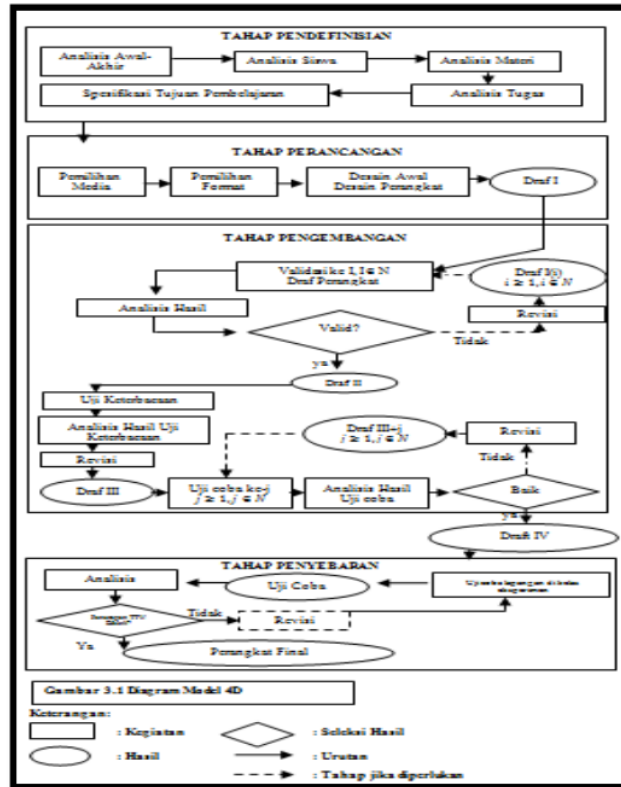 TAHAP PENDEFINISIAN
Analisis Awal-
Akhir
Analisis Siswa
Analisis Materi
Spesifikasi Tujuan Pembelajaran
Analisis Tugas
TAHAP PERANCANGAN
Pemilihan
Media
Pemilihan
Format
Desain Awal
Desain Perangkat
Draf I
TAHAP PENGEMBANGAN
Validasi ke I, I ∈ N
Draf Perangkat
Draf I(i)
i ≥ 1, i ∈ N
Analisis Hasil
Revisi
Valid?
Tidak
ya
Draf II
Uji Keterbacaan
Analisis Hasil Uji
Keterbacaan
Draf III+j
j ≥ 1, j ∈ N
Revisi
Revisi
Tidak
Draf III
Uji coba ke-j
j ≥ 1, j ∈ N
Analisis Hasil
Uji coba
Baik
ya
Draft IV
TAHAP PENYEBARAN
Analisis
Uji Coba
di kelas
Tidak
Revisi
Ya
Perangkat Final
Gambar 3.1 Diagram Model 4D
Keterangan:
: Kegiatan
: Seleksi Hasil
: Hasil
: Urutan
: Tahap jika diperlukan